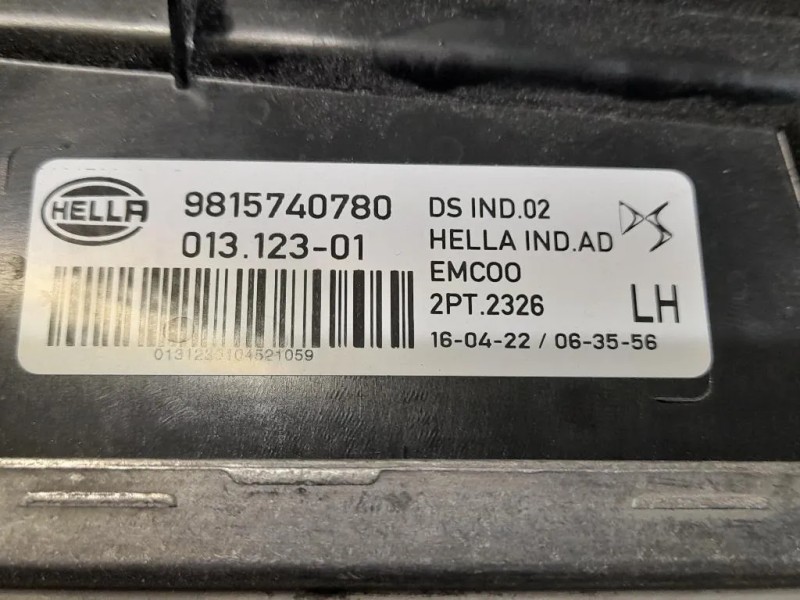 HELLA
9815740780
013.123-01
DS IND.02
HELLA IND.AD
EMC00
2PT.2326
LH
16-04-22 / 06-35-56